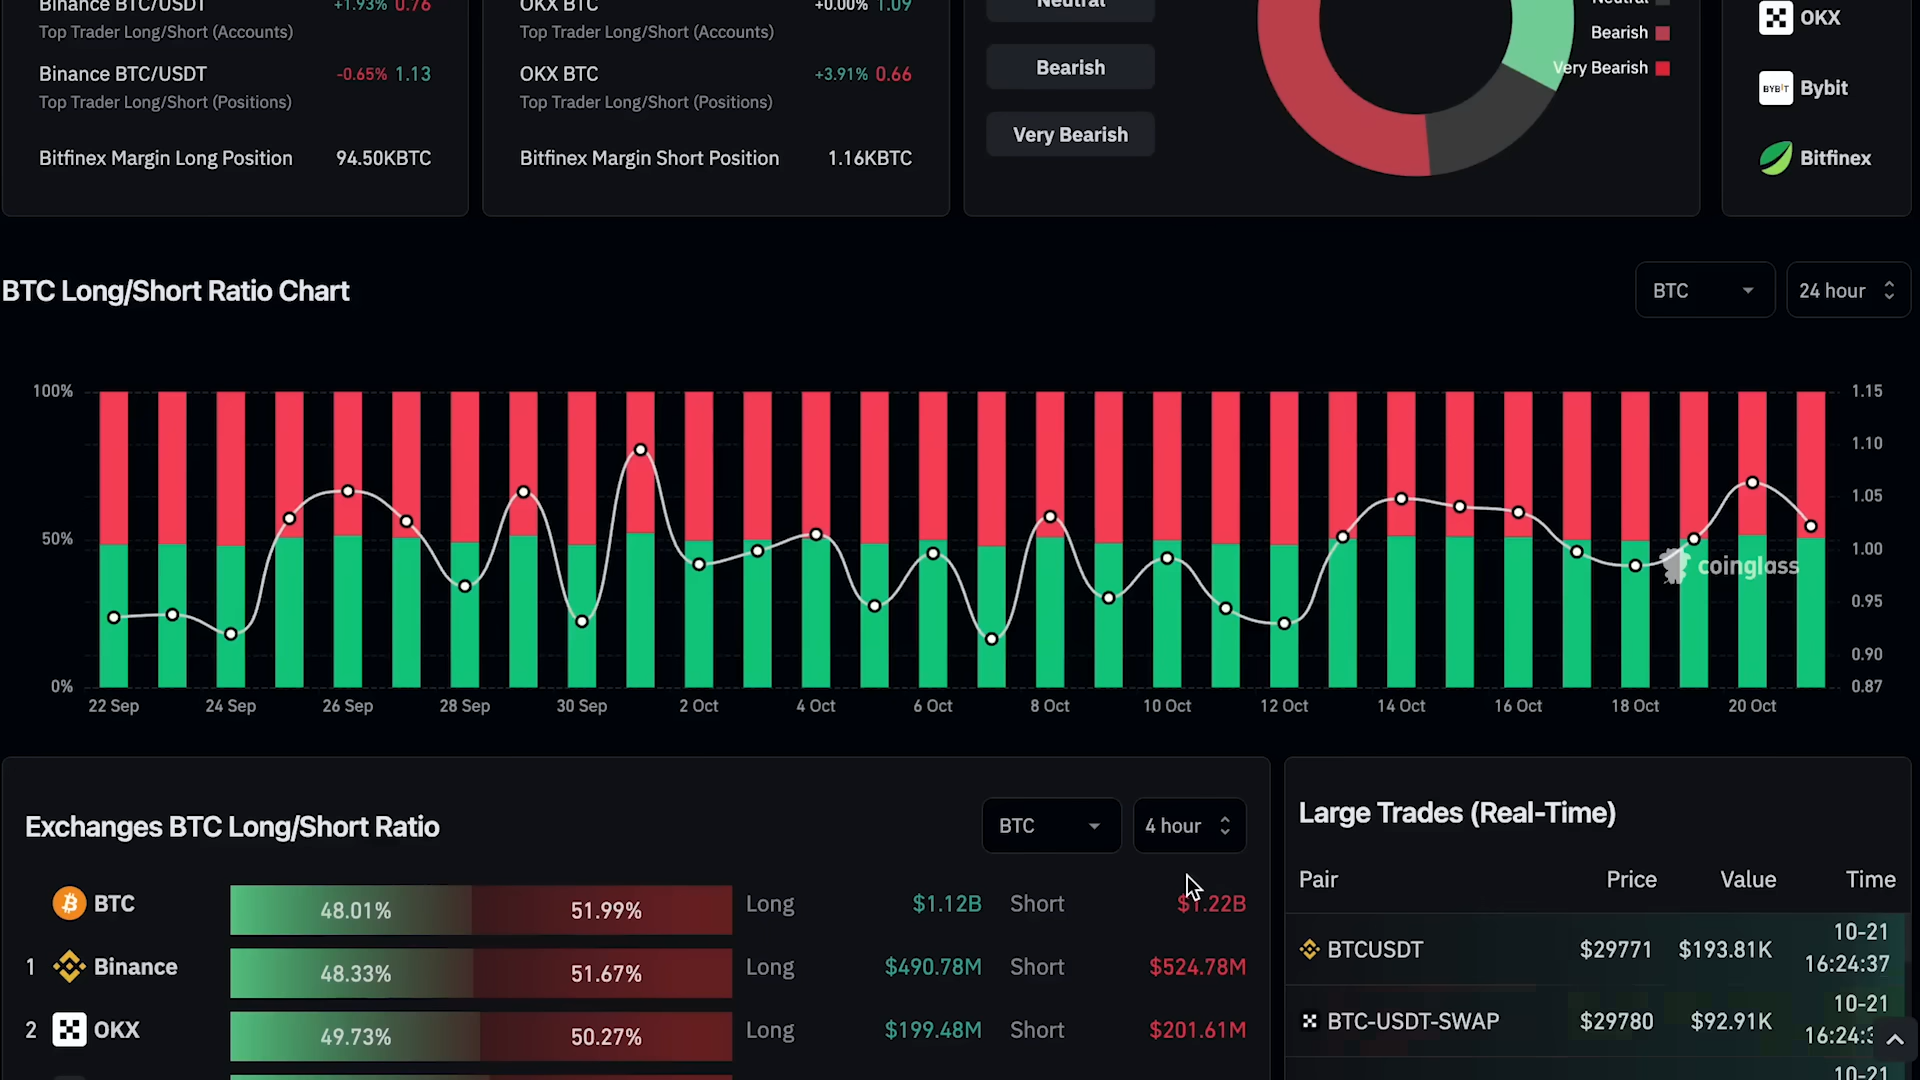 Binance BTC/USDT +1.93% 0.76
Top Trader Long/Short (Accounts)
Binance BTC/USDT -0.65% 1.13
Top Trader Long/Short (Positions)
Bitfinex Margin Long Position 94.50KBTC
OKX BTC +0.00% 1.09
Top Trader Long/Short (Accounts)
OKX BTC +3.91% 0.66
Top Trader Long/Short (Positions)
Bitfinex Margin Short Position 1.16KBTC
Neutral
Bearish
Very Bearish
Neutral
Bearish
Very Bearish
OKX
BYBIT Bybit
Bitfinex
BTC Long/Short Ratio Chart
BTC 24 hour
100% 1.15
1.10
1.05
50% 1.00
coinglass
0.95
0.90
0% 0.87
22 Sep 24 Sep 26 Sep 28 Sep 30 Sep 2 Oct 4 Oct 6 Oct 8 Oct 10 Oct 12 Oct 14 Oct 16 Oct 18 Oct 20 Oct
Exchanges BTC Long/Short Ratio
BTC 4 hour
BTC 48.01% 51.99% Long $1.12B Short $1.22B
1 Binance 48.33% 51.67% Long $490.78M Short $524.78M
2 OKX 49.73% 50.27% Long $199.48M Short $201.61M
Large Trades (Real-Time)
Pair Price Value Time
BTCUSDT $29771 $193.81K 10-21
16:24:37
BTC-USDT-SWAP $29780 $92.91K 10-21
16:24:3
10-21